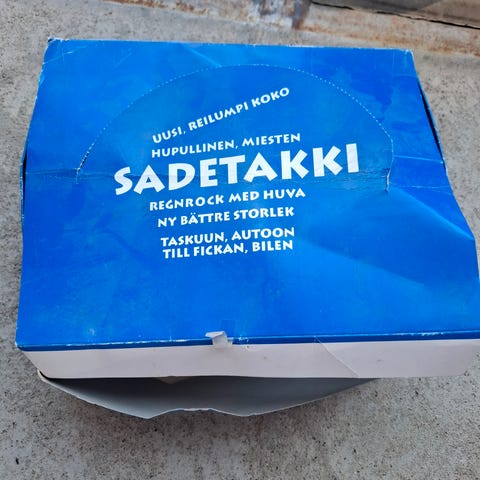 UUSI, REILUMPI KOKO
HUPULLINEN, MIESTEN
SADETAKKI
REGNROCK MED HUVA
NY BÄTTRE STORLEK
TASKUUN, AUTOON
TILL FICKAN, BILEN